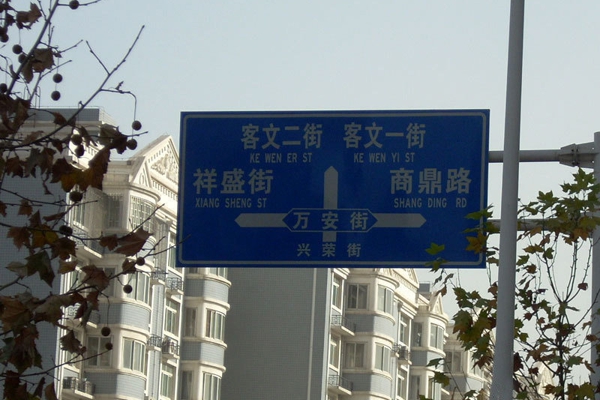 客文二街 客文一街
KE WEN ER ST KE WEN YI ST
祥盛街 商鼎路
XIANG SHENG ST SHANG DING RD
万安街
兴荣街